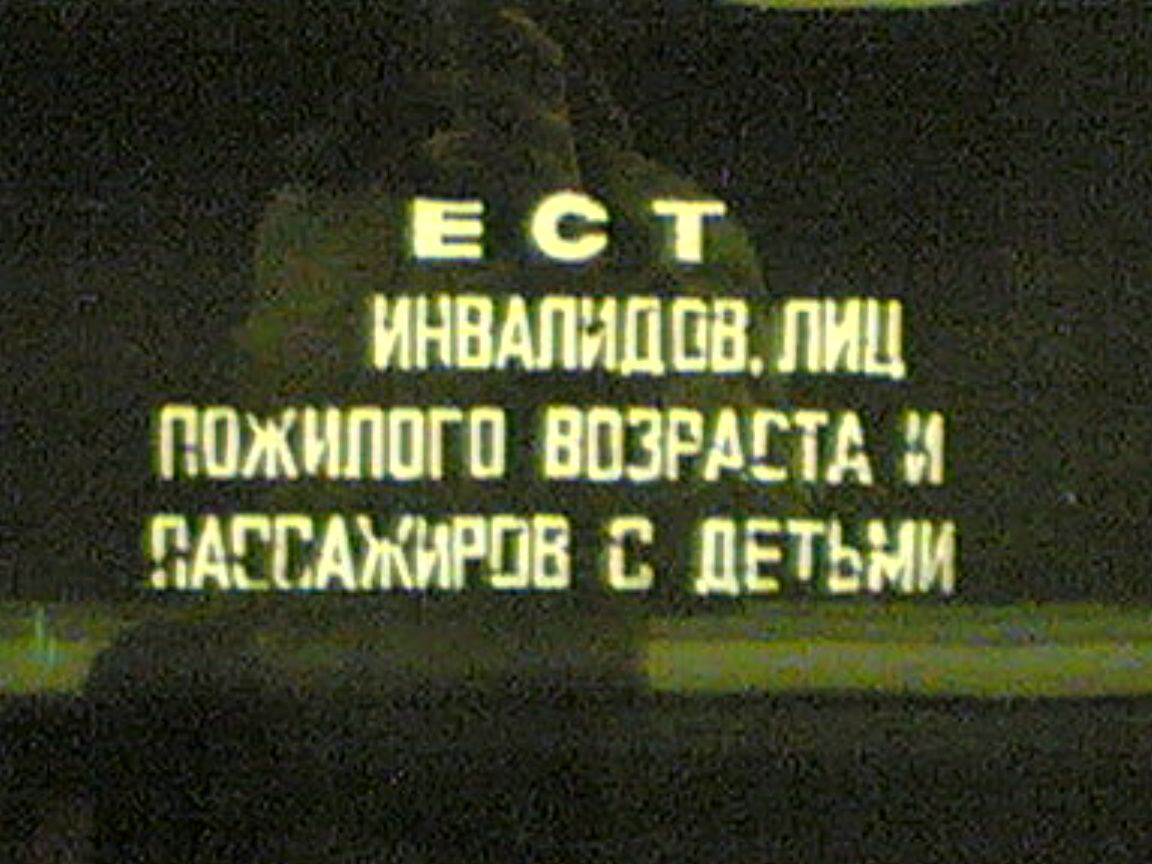 ЕСТ
ИНВАЛИДОВ, ЛИЦ
ПОЖИЛОГО ВОЗРАСТА И
ПАССАЖИРОВ С ДЕТЬМИ